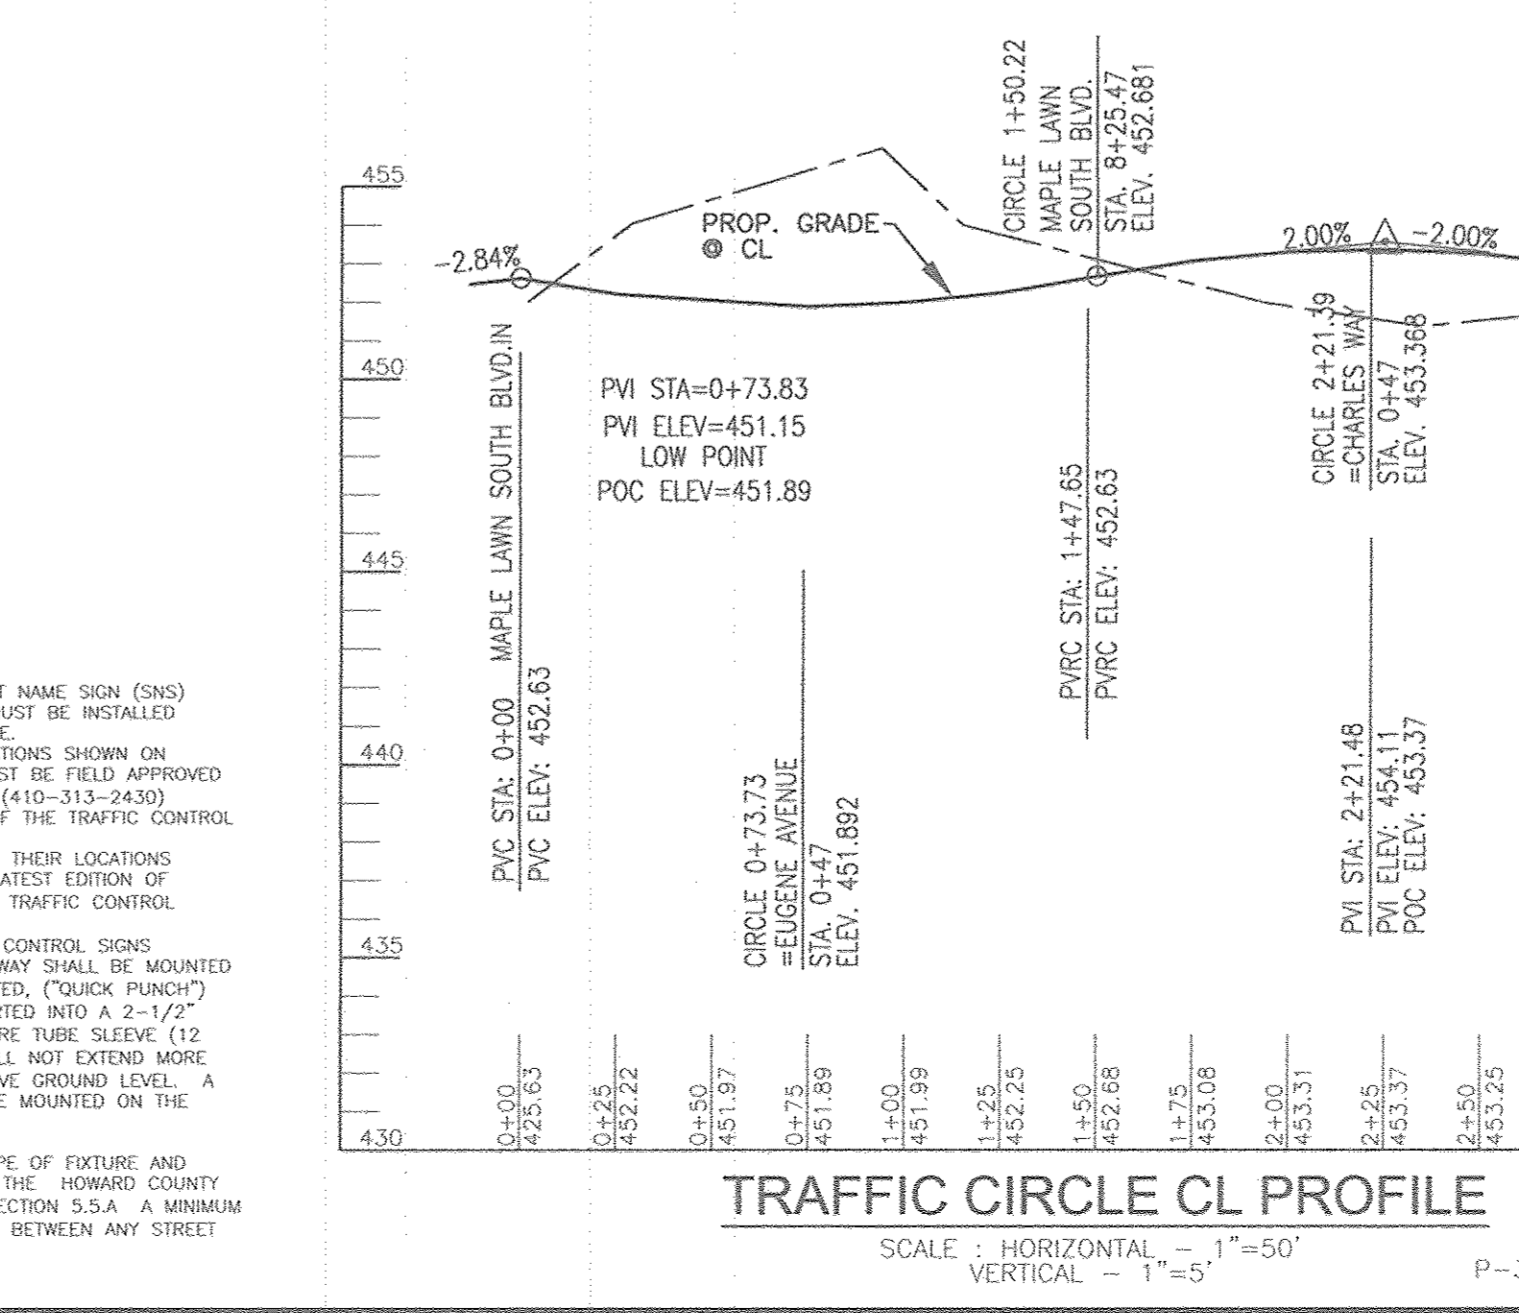 T NAME SIGN (SNS)
UST BE INSTALLED
E.
TIONS SHOWN ON
ST BE FIELD APPROVED
(410-313-2430)
F THE TRAFFIC CONTROL
THEIR LOCATIONS
ATEST EDITION OF
TRAFFIC CONTROL
CONTROL SIGNS
WAY SHALL BE MOUNTED
TED, ("QUICK PUNCH")
RTED INTO A 2-1/2"
RE TUBE SLEEVE (12
LL NOT EXTEND MORE
VE GROUND LEVEL. A
E MOUNTED ON THE
PE OF FIXTURE AND
THE HOWARD COUNTY
ECTION 5.5.A A MINIMUM
BETWEEN ANY STREET
455
450
445
440
435
430
-2.84%
PROP. GRADE
@ CL
CIRCLE 1+50.22
MAPLE LAWN
SOUTH BLVD.
STA. 8+25.47
ELEV. 452.681
2.00%
-2.00%
PVI STA=0+73.83
PVI ELEV=451.15
LOW POINT
POC ELEV=451.89
PVC STA: 0+00 MAPLE LAWN SOUTH BLVD.IN
PVC ELEV: 452.63
CIRCLE 0+73.73
=EUGENE AVENUE
STA. 0+47
ELEV. 451.892
PVRC STA: 1+47.65
PVRC ELEV: 452.63
CIRCLE 2+21.39
=CHARLES WAY
STA. 0+47
ELEV. 453.368
PVI STA: 2+21.48
PVI ELEV: 454.11
POC ELEV: 453.37
0+00
425.63
0+25
452.22
0+50
451.97
0+75
451.89
1+00
451.99
1+25
452.25
1+50
452.68
1+75
453.08
2+00
453.31
2+25
453.37
2+50
453.25
TRAFFIC CIRCLE CL PROFILE
SCALE : HORIZONTAL - 1"=50'
VERTICAL - 1"=5'